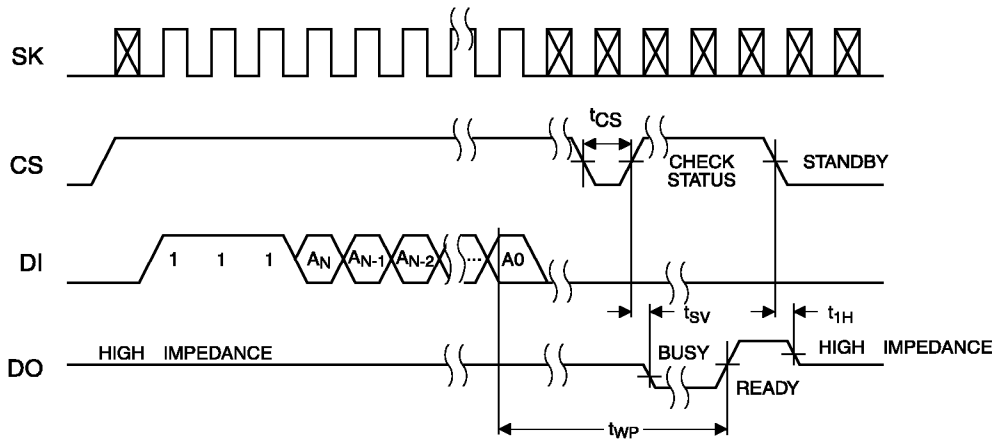 SK
tCS
CS
CHECK
STATUS
STANDBY
DI
1 1 1 AN AN-1 AN-2 ... A0
tSV
t1H
DO
HIGH IMPEDANCE
BUSY
READY
HIGH IMPEDANCE
tWP